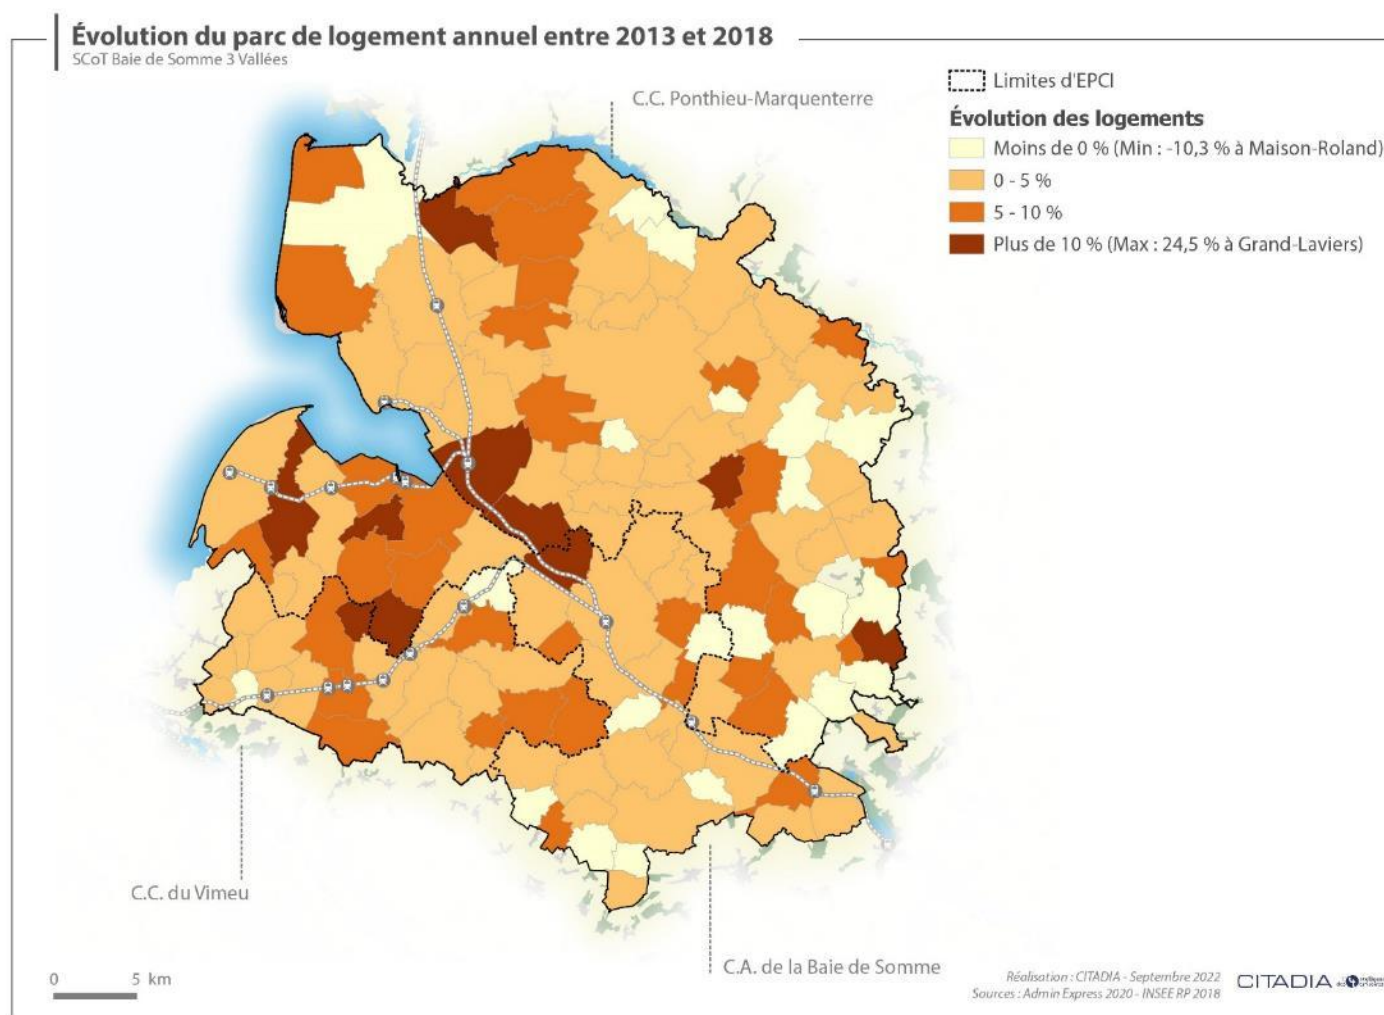 Évolution du parc de logement annuel entre 2013 et 2018
SCoT Baie de Somme 3 Vallées
C.C. Ponthieu-Marquenterre
Limites d'EPCI
Évolution des logements
Moins de 0 % (Min : -10,3 % à Maison-Roland)
0 - 5 %
5 - 10 %
Plus de 10 % (Max : 24,5 % à Grand-Laviers)
C.C. du Vimeu
C.A. de la Baie de Somme
0 5 km
Réalisation : CITADIA - Septembre 2022
Sources : Admin Express 2020 - INSEE RP 2018
CITADIA